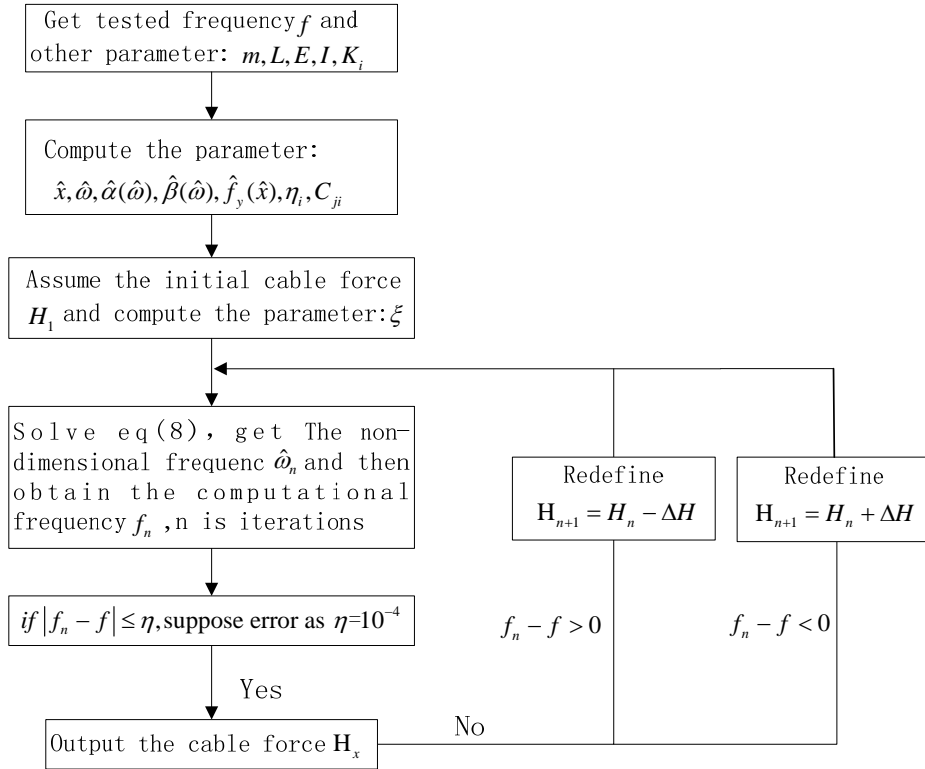 Get tested frequency f and
other parameter: m, L, E, I, K_i
Compute the parameter:
x̂, ω̂, α̂(ω̂), β̂(ω̂), f̂_y(x̂), η_i, C_ji
Assume the initial cable force
H_1 and compute the parameter: ξ
Solve eq(8), get The non-
dimensional frequenc ω̂_n and then
obtain the computational
frequency f_n ,n is iterations
if |f_n − f| ≤ η, suppose error as η=10^−4
Yes
Output the cable force H_x
No
Redefine
H_n+1 = H_n − ΔH
f_n − f > 0
Redefine
H_n+1 = H_n + ΔH
f_n − f < 0